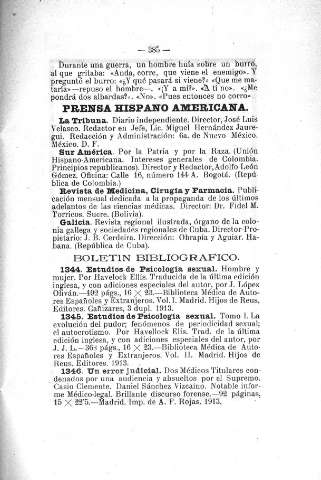 — 385 —
Durante una guerra, un hombre huía sobre un burro,
al que gritaba: «Anda, corre, que viene el enemigo». Y
preguntó el burro: «¿Y qué pasará si viene?» «Que me ma-
taría»—repuso el hombre—. «¿Y a mí?». «A ti no». «¿Me
pondrá dos albardas?». «No». «Pues entonces no corro».
PRENSA HISPANO AMERICANA.
La Tribuna. Diario independiente. Director, José Luis
Velasco. Redactor en Jefe, Lic. Miguel Hernández Jaure-
gui. Redacción y Administración: 6a. de Nuevo México.
México. D. F.
Sur América. Por la Patria y por la Raza. (Unión
Hispano-Americana. Intereses generales de Colombia.
Principios republicanos). Director y Redactor, Adolfo León
Gómez. Oficina: Calle 16, número 144 A. Bogotá. (Repú-
blica de Colombia.)
Revista de Medicina, Cirugía y Farmacia. Publi-
cación mensual dedicada a la propaganda de los últimos
adelantos de las ciencias médicas. Director: Dr. Fidel M.
Torricos. Sucre. (Bolivia).
Galicia. Revista regional ilustrada, órgano de la colo-
nia gallega y sociedades regionales de Cuba. Director-Pro-
pietario: J. B. Cerdeira. Dirección: Obrapía y Aguiar. Ha-
bana. (República de Cuba).
BOLETIN BIBLIOGRAFICO.
1344. Estudios de Psicología sexual. Hombre y
mujer. Por Havelock Ellis. Traducida de la última edición
inglesa, y con adiciones especiales del autor, por J. López
Oliván.—492 págs., 16 × 23.—Biblioteca Médica de Auto-
res Españoles y Extranjeros. Vol. I. Madrid. Hijos de Reus,
Editores. Cañizares, 3 dupl. 1913.
1345. Estudios de Psicología sexual. Tomo I. La
evolución del pudor; fenómenos de periodicidad sexual;
el autoerotismo. Por Havelloch Ellis. Trad. de la última
edición inglesa, y con adiciones especiales del autor, por
J. J. L.—364 págs., 16 × 23.—Biblioteca Médica de Auto-
res Españoles y Extranjeros. Vol. II. Madrid. Hijos de
Reus, Editores. 1913.
1346. Un error judicial. Dos Médicos Titulares con-
denados por una audiencia y absueltos por el Supremo.
Casio Clemente. Daniel Sánchez Vizcaíno. Notable infor-
me Médico-legal. Brillante discurso forense.—92 páginas,
15 × 22'5.—Madrid. Imp. de A. F. Rojas. 1913.